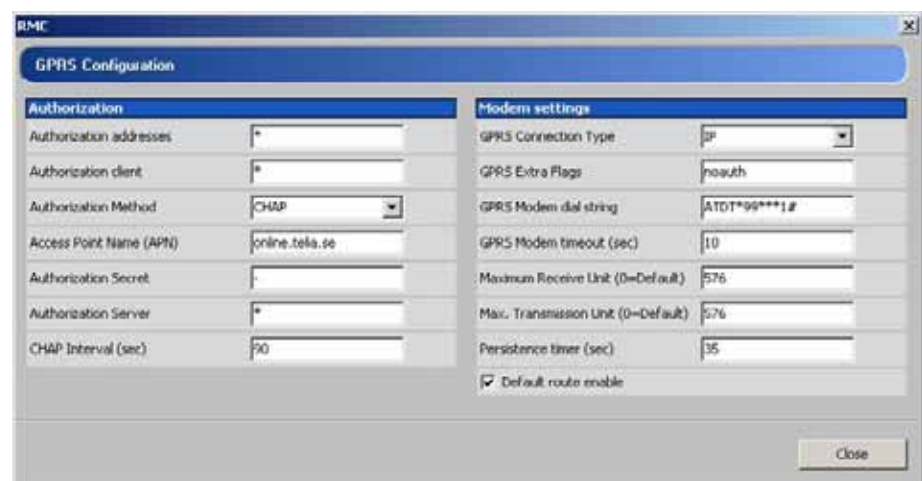 RMC
GPRS Configuration
Authorization
Authorization addresses *
Authorization client *
Authorization Method CHAP
Access Point Name (APN) online.telia.se
Authorization Secret -
Authorization Server *
CHAP Interval (sec) 90
Modem settings
GPRS Connection Type IP
GPRS Extra Flags noauth
GPRS Modem dial string ATDT*99***1#
GPRS Modem timeout (sec) 10
Maximum Receive Unit (0=Default) 576
Max. Transmission Unit (0=Default) 576
Persistence timer (sec) 35
Default route enable
Close